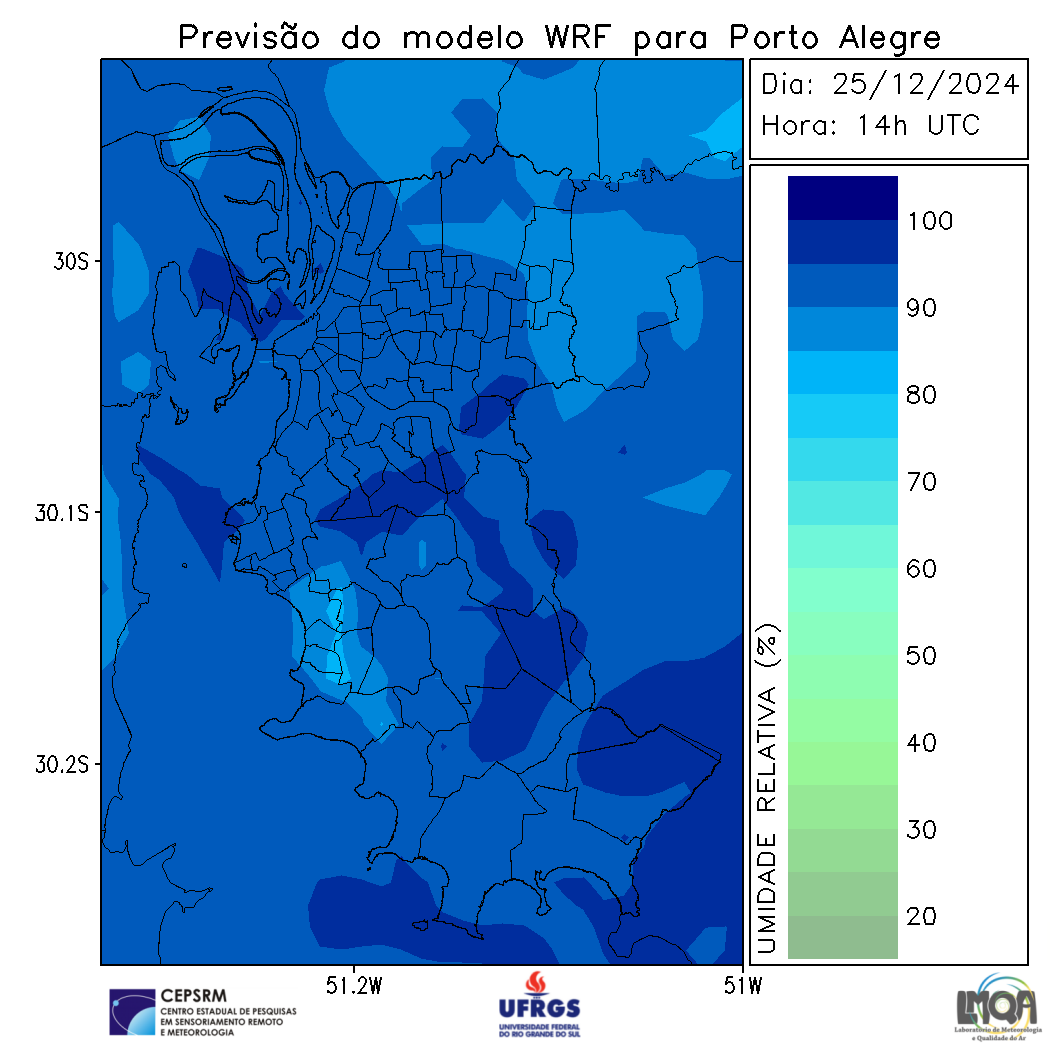 Previsão do modelo WRF para Porto Alegre
Dia: 25/12/2024
Hora: 14h UTC
100
90
80
70
60
50
40
30
20
UMIDADE RELATIVA (%)
30S
30.1S
30.2S
51.2W
51W
CEPSRM
CENTRO ESTADUAL DE PESQUISAS
EM SENSORIAMENTO REMOTO
E METEOROLOGIA
UFRGS
UNIVERSIDADE FEDERAL
DO RIO GRANDE DO SUL
LMQA
Laboratório de Meteorologia
e Qualidade do Ar